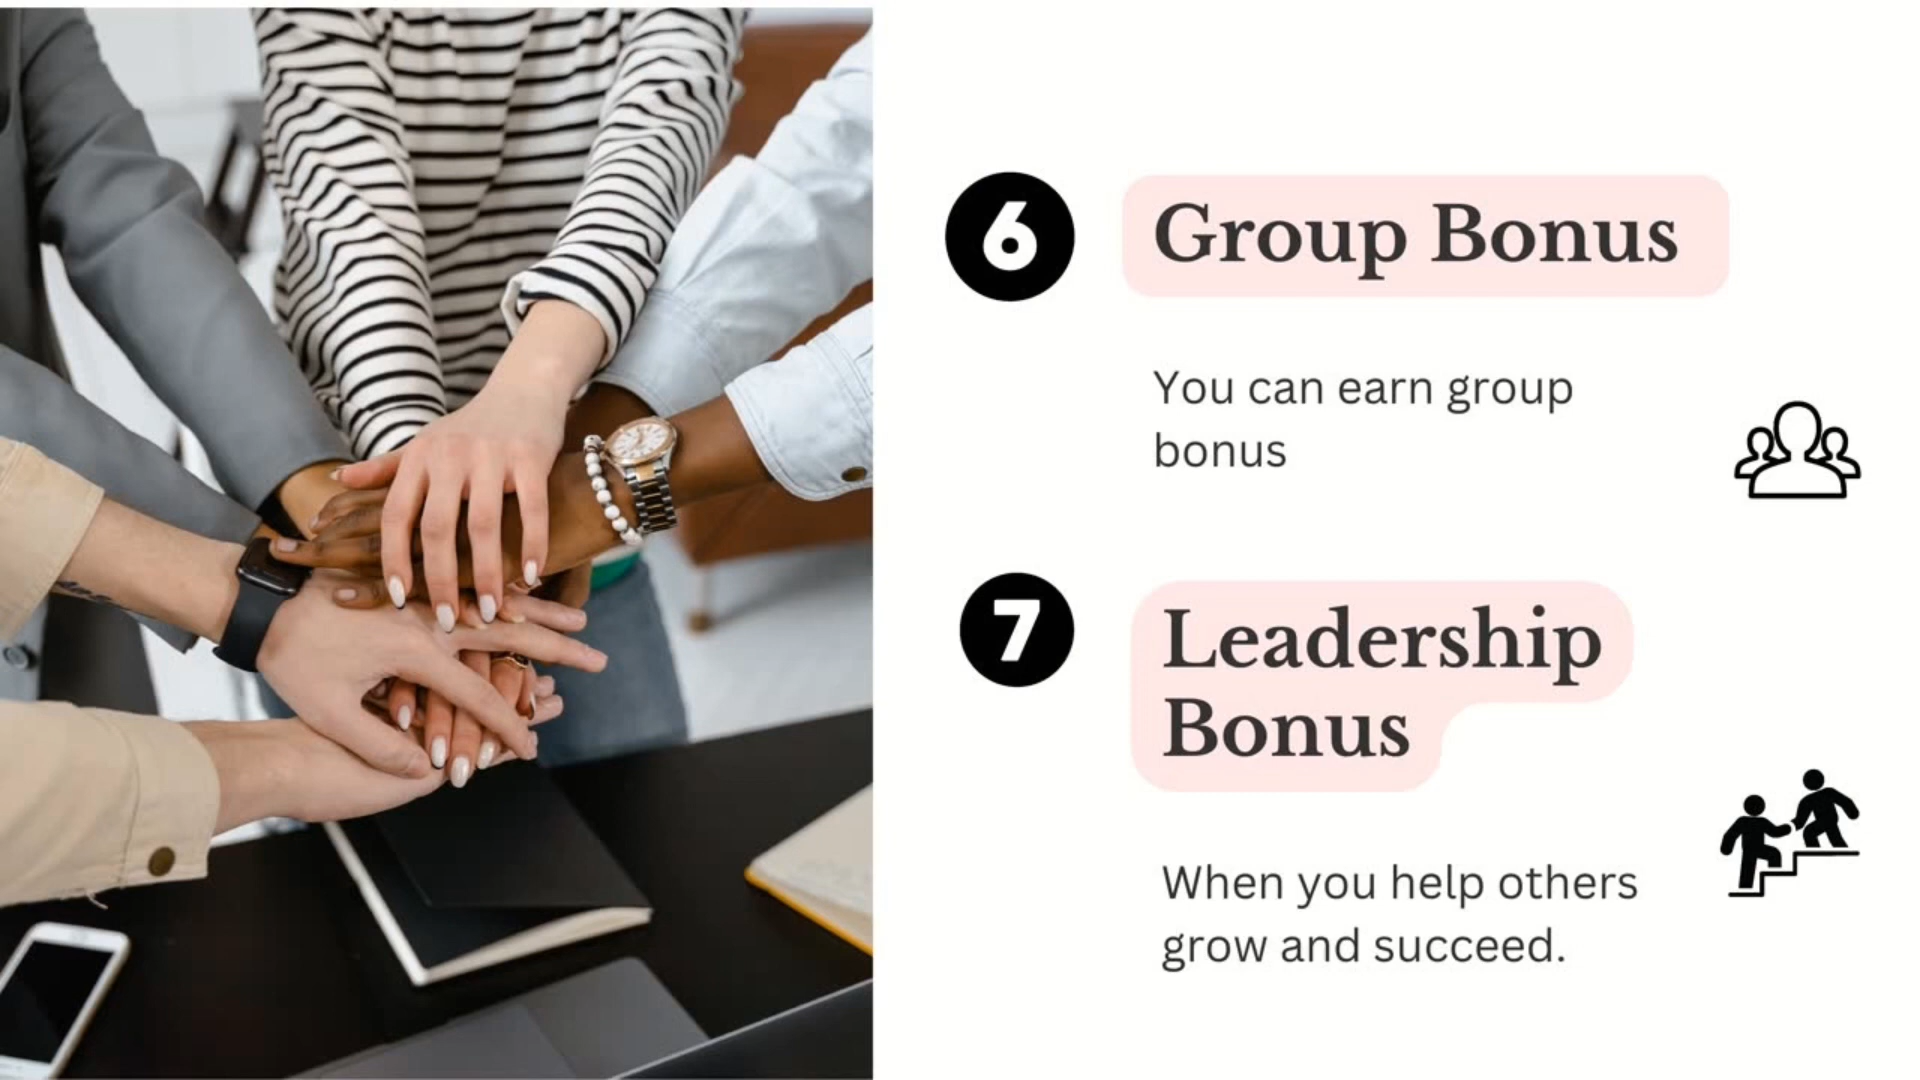 6
Group Bonus
You can earn group
bonus
7
Leadership
Bonus
When you help others
grow and succeed.